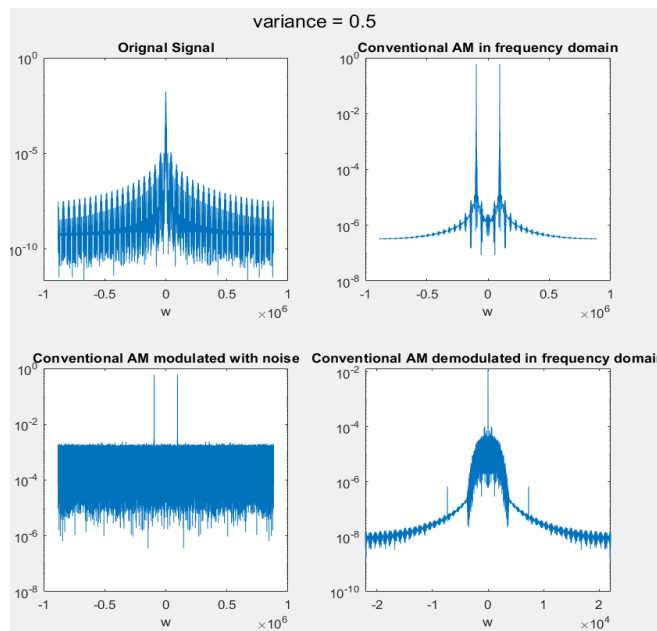 variance = 0.5
Orignal Signal
10^0
10^-5
10^-10
-1 -0.5 0 0.5 1
×10^6
w
Conventional AM in frequency domain
10^0
10^-2
10^-4
10^-6
10^-8
-1 -0.5 0 0.5 1
×10^6
w
Conventional AM modulated with noise
10^0
10^-2
10^-4
10^-6
10^-8
-1 -0.5 0 0.5 1
×10^6
w
Conventional AM demodulated in frequency domai
10^-2
10^-4
10^-6
10^-8
10^-10
-2 -1 0 1 2
×10^4
w